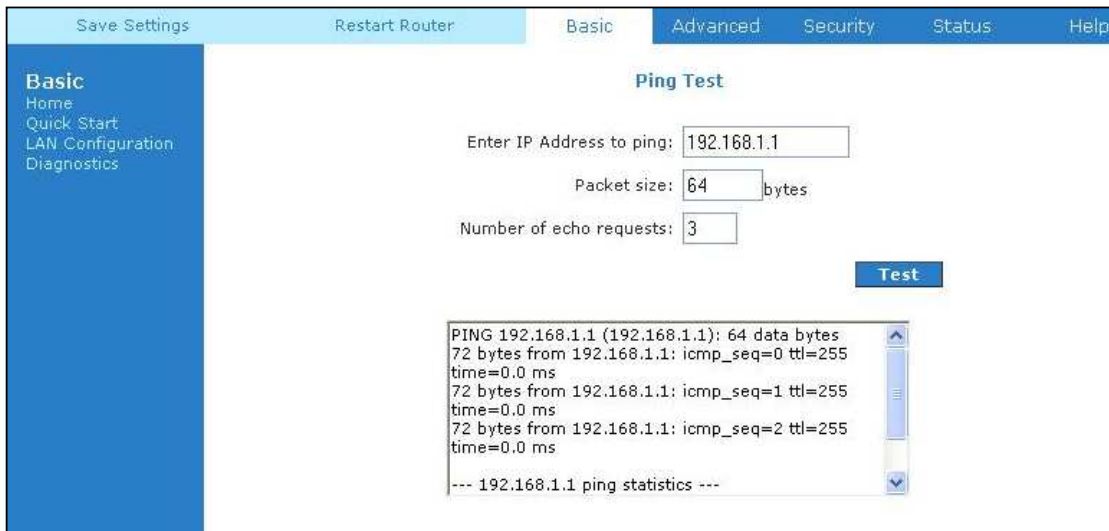 Save Settings Restart Router Basic Advanced Security Status Help
Basic
Home
Quick Start
LAN Configuration
Diagnostics
Ping Test
Enter IP Address to ping: 192.168.1.1
Packet size: 64 bytes
Number of echo requests: 3
Test
PING 192.168.1.1 (192.168.1.1): 64 data bytes
72 bytes from 192.168.1.1: icmp_seq=0 ttl=255
time=0.0 ms
72 bytes from 192.168.1.1: icmp_seq=1 ttl=255
time=0.0 ms
72 bytes from 192.168.1.1: icmp_seq=2 ttl=255
time=0.0 ms
--- 192.168.1.1 ping statistics ---